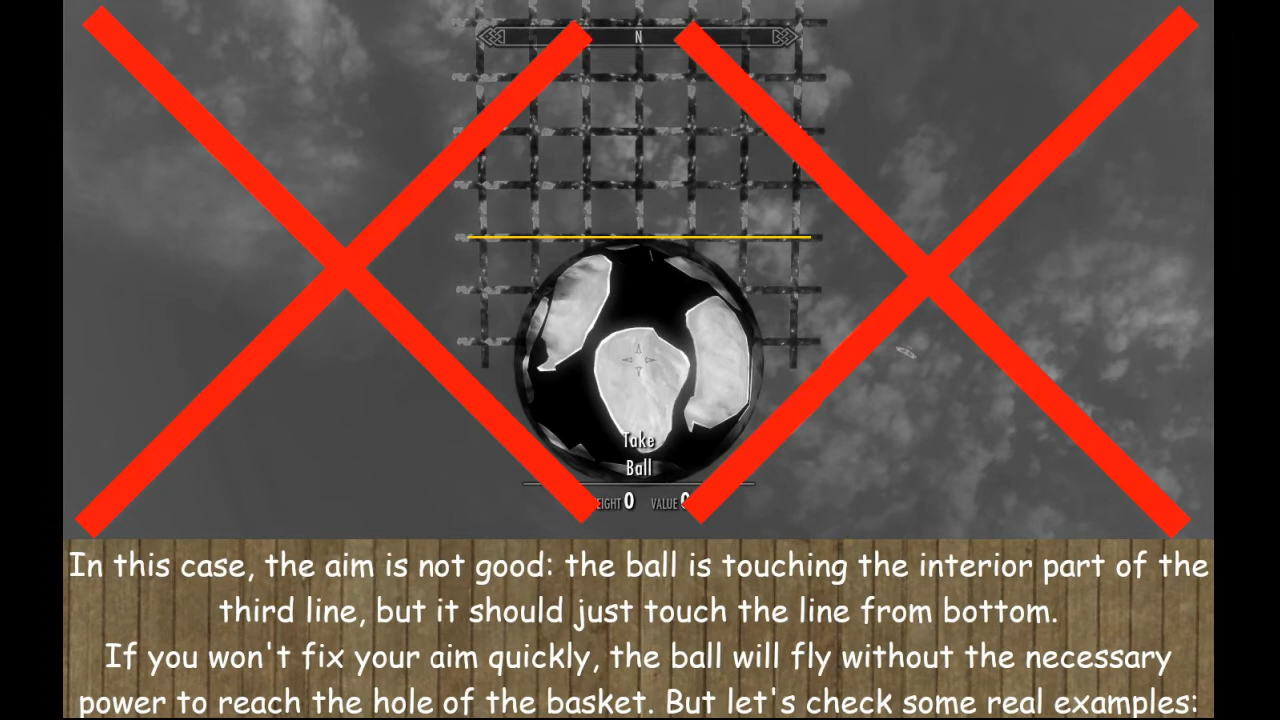 N
Take
Ball
EIGHT 0 VALUE
In this case, the aim is not good: the ball is touching the interior part of the
third line, but it should just touch the line from bottom.
If you won't fix your aim quickly, the ball will fly without the necessary
power to reach the hole of the basket. But let's check some real examples: